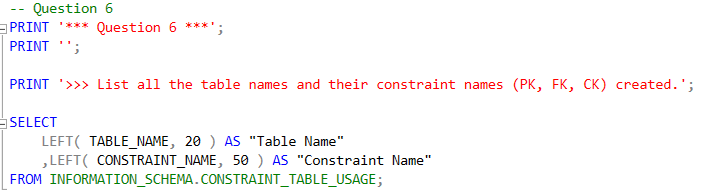 -- Question 6
PRINT '*** Question 6 ***';
PRINT '';
PRINT '>>> List all the table names and their constraint names (PK, FK, CK) created.';
SELECT
LEFT( TABLE_NAME, 20 ) AS "Table Name"
,LEFT( CONSTRAINT_NAME, 50 ) AS "Constraint Name"
FROM INFORMATION_SCHEMA.CONSTRAINT_TABLE_USAGE;